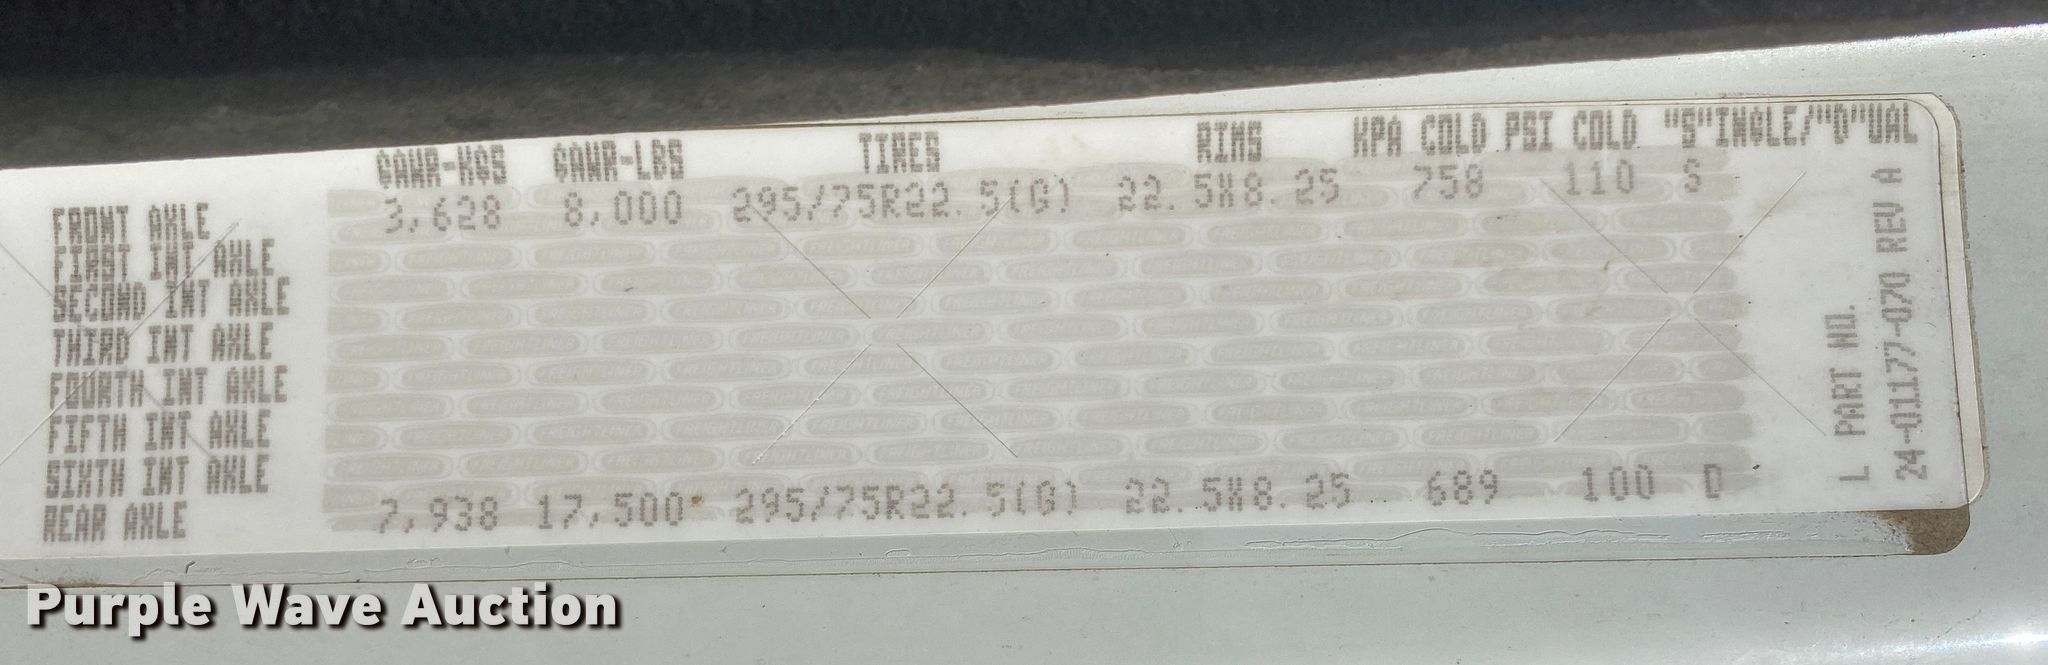 GAWR-KGS GAWR-LBS TIRES RIMS KPA COLD PSI COLD "S"INGLE/"D"UAL
FRONT AXLE 3,628 8,000 295/75R22.5(G) 22.5X8.25 758 110 S
FIRST INT AXLE
SECOND INT AXLE
THIRD INT AXLE
FOURTH INT AXLE
FIFTH INT AXLE
SIXTH INT AXLE
REAR AXLE 7,938 17,500 295/75R22.5(G) 22.5X8.25 689 100 D
L PART NO.
24-01177-070 REV A
FREIGHTLINER
Purple Wave Auction